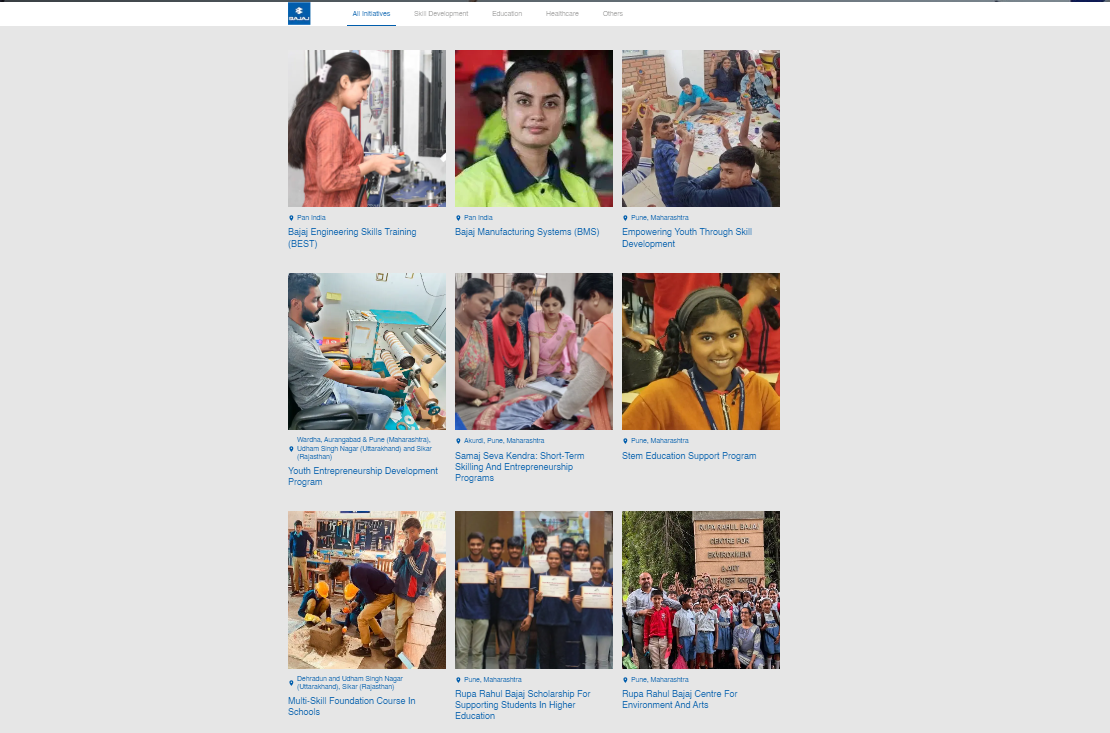 BAJAJ
All Initiatives
Skill Development
Education
Healthcare
Others
Pan India
Bajaj Engineering Skills Training
(BEST)
Pan India
Bajaj Manufacturing Systems (BMS)
Pune, Maharashtra
Empowering Youth Through Skill
Development
Wardha, Aurangabad & Pune (Maharashtra),
Udham Singh Nagar (Uttarakhand) and Sikar
(Rajasthan)
Youth Entrepreneurship Development
Program
Akurdi, Pune, Maharashtra
Samaj Seva Kendra: Short-Term
Skilling And Entrepreneurship
Programs
Pune, Maharashtra
Stem Education Support Program
Dehradun and Udham Singh Nagar
(Uttarakhand), Sikar (Rajasthan)
Multi-Skill Foundation Course In
Schools
Pune, Maharashtra
Rupa Rahul Bajaj Scholarship For
Supporting Students In Higher
Education
RUPA RAHUL BAJAJ
CENTRE FOR
ENVIRONMENT
& ART
Pune, Maharashtra
Rupa Rahul Bajaj Centre For
Environment And Arts